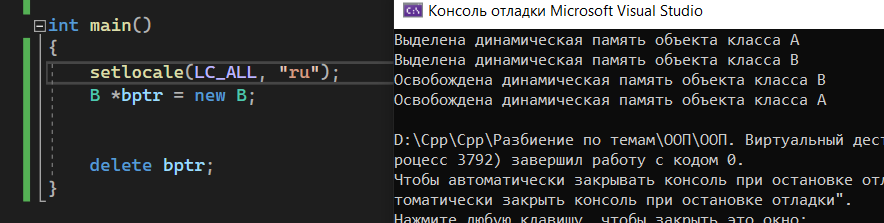 int main()
{
setlocale(LC_ALL, "ru");
B *bptr = new B;
delete bptr;
}
Консоль отладки Microsoft Visual Studio
Выделена динамическая память объекта класса A
Выделена динамическая память объекта класса B
Освобождена динамическая память объекта класса B
Освобождена динамическая память объекта класса A
D:\Cpp\Cpp\Разбиение по темам\ООП\ООП. Виртуальный дест
роцесс 3792) завершил работу с кодом 0.
Чтобы автоматически закрывать консоль при остановке отл
томатически закрыть консоль при остановке отладки".
Нажмите любую клавишу, чтобы закрыть это окно: